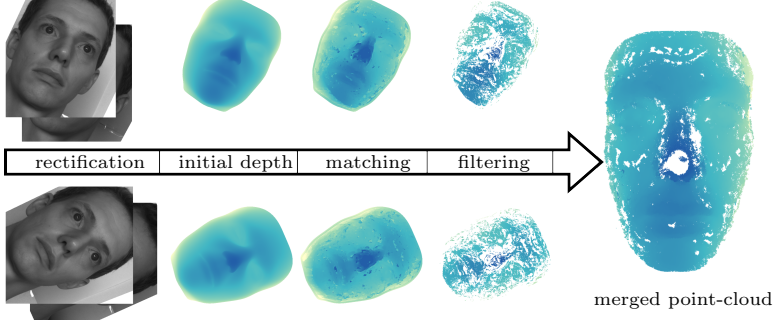 rectification
initial depth
matching
filtering
merged point-cloud